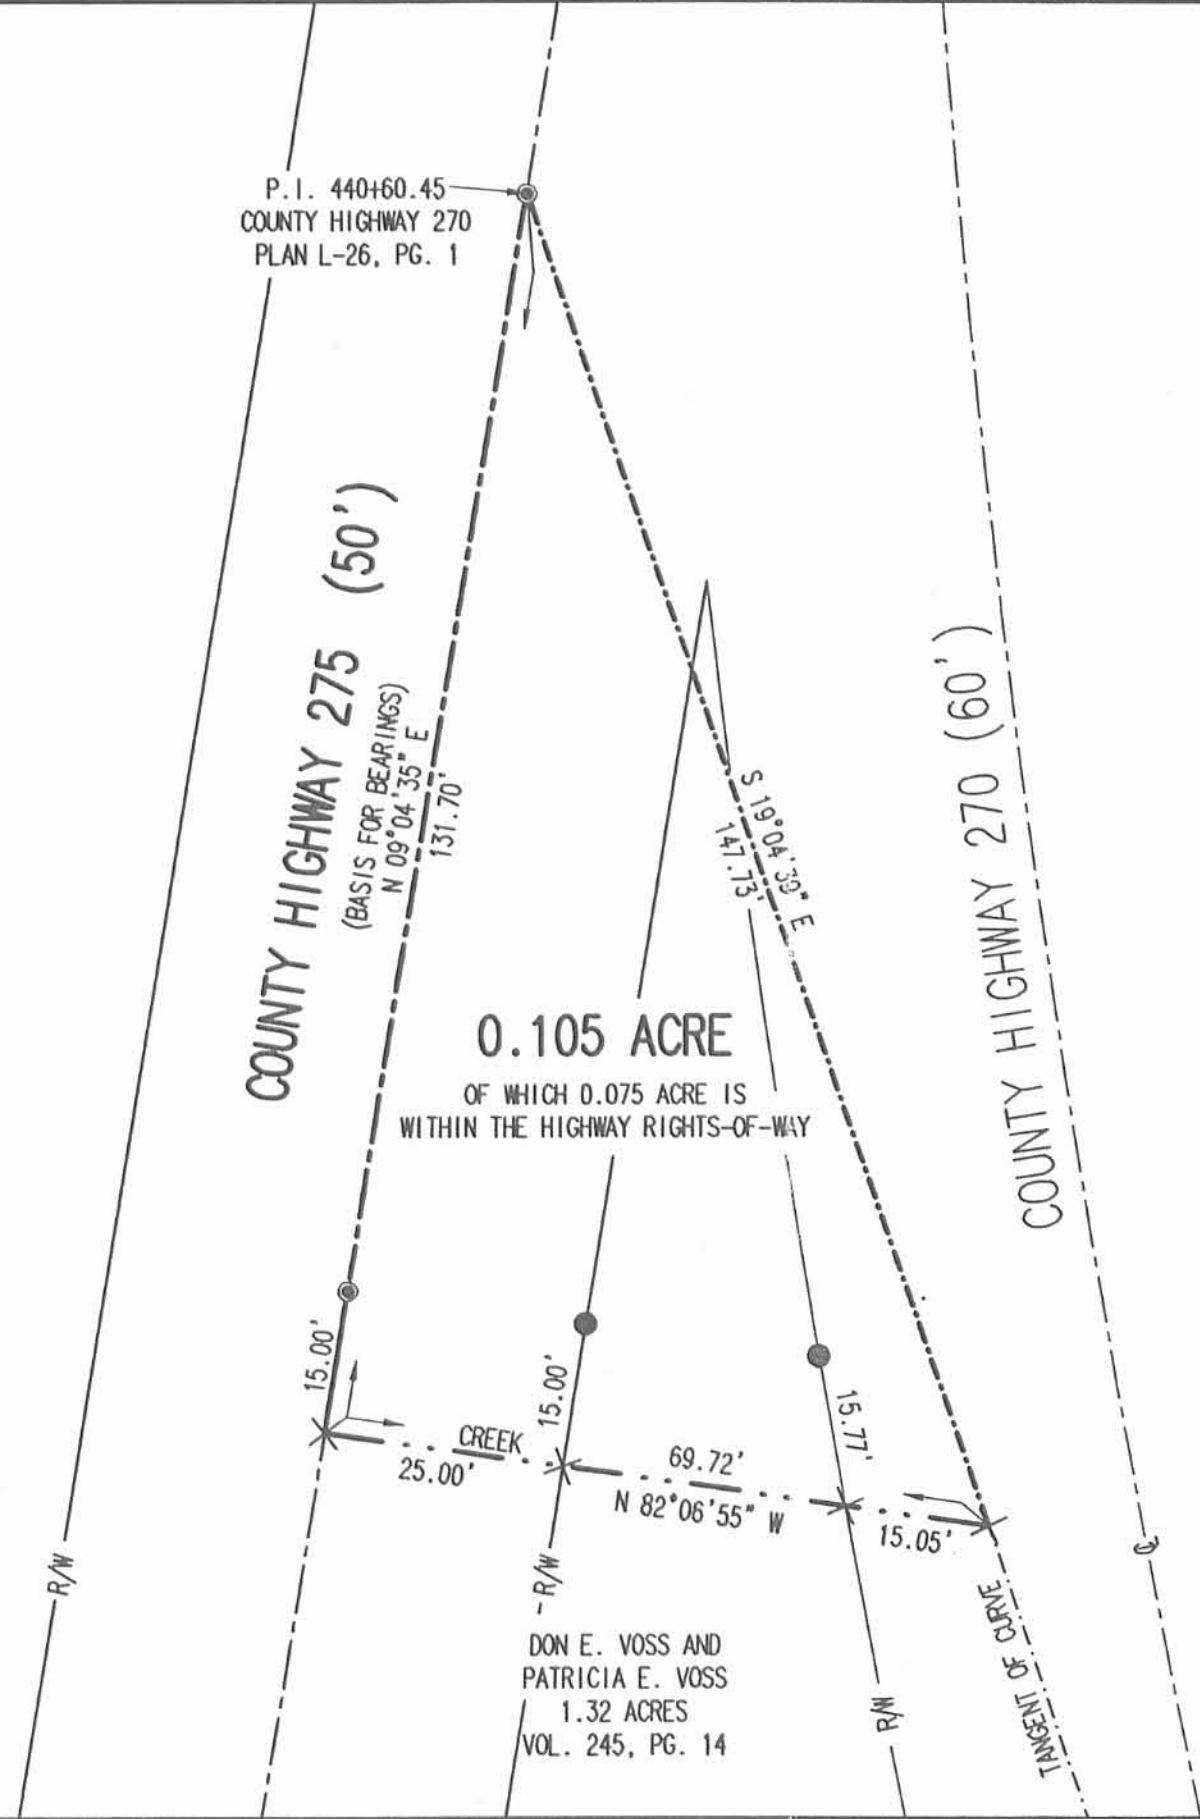 P.I. 440+60.45
COUNTY HIGHWAY 270
PLAN L-26, PG. 1
COUNTY HIGHWAY 275 (50')
(BASIS FOR BEARINGS)
N 09°04'35" E
131.70'
S 19°04'39" E
147.73'
COUNTY HIGHWAY 270 (60')
0.105 ACRE
OF WHICH 0.075 ACRE IS
WITHIN THE HIGHWAY RIGHTS-OF-WAY
15.00'
15.00'
15.77'
CREEK
25.00'
69.72'
N 82°06'55" W
15.05'
R/W
R/W
R/W
TANGENT OF CURVE
DON E. VOSS AND
PATRICIA E. VOSS
1.32 ACRES
VOL. 245, PG. 14